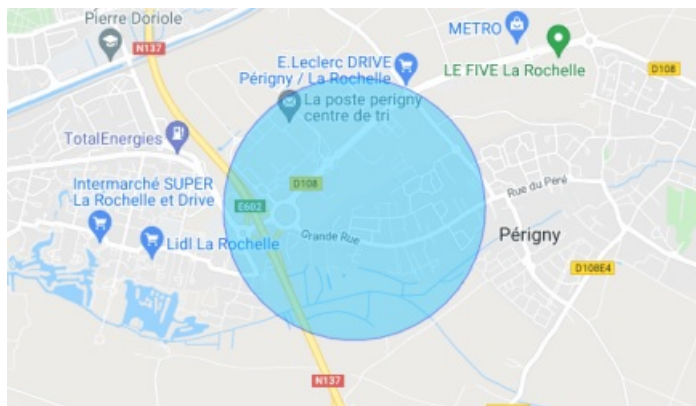 Pierre Doriole
N137
METRO
E.Leclerc DRIVE
Périgny / La Rochelle
LE FIVE La Rochelle
D108
La poste perigny
centre de tri
TotalEnergies
Intermarché SUPER
La Rochelle et Drive
D108
Rue du Péré
E602
Lidl La Rochelle
Grande Rue
Périgny
D108E4
N137